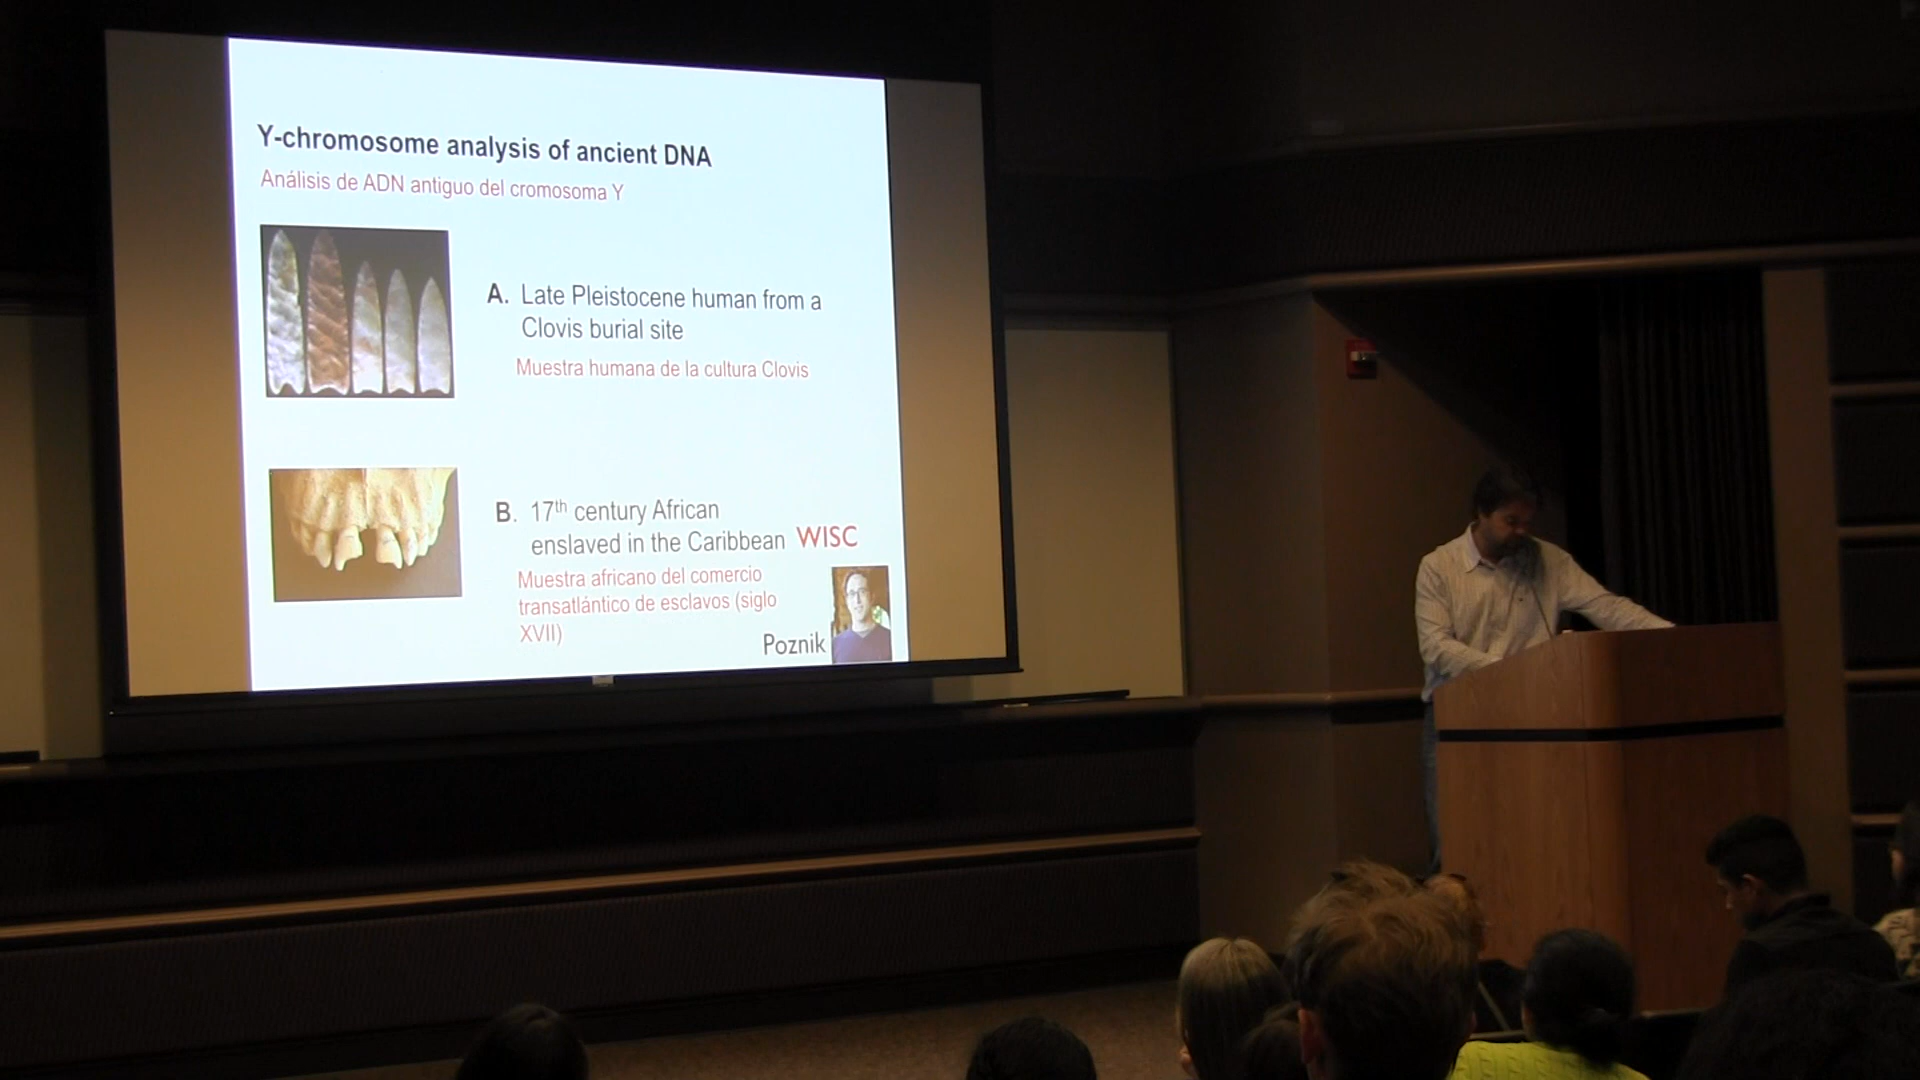 Y-chromosome analysis of ancient DNA
Análisis de ADN antiguo del cromosoma Y
A. Late Pleistocene human from a
Clovis burial site
Muestra humana de la cultura Clovis
B. 17th century African
enslaved in the Caribbean WISC
Muestra africano del comercio
transatlántico de esclavos (siglo
XVII)
Poznik